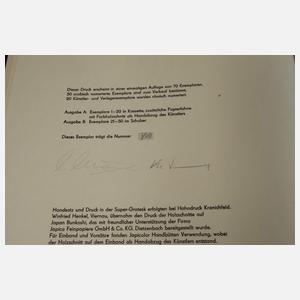 Dieser Druck erscheint in einer einmaligen Auflage von 70 Exemplaren.
50 arabisch numerierte Exemplare sind zum Verkauf bestimmt,
20 Künstler- und Verlegerexemplare wurden römisch numeriert.
Ausgabe A: Exemplare 1–20 in Kassette, zusätzliche Papierfahne
mit Farbholzschnitt als Handabzug des Künstlers
Ausgabe B: Exemplare 21–50 im Schuber
Dieses Exemplar trägt die Nummer
Handsatz und Druck in der Super-Grotesk erfolgten bei Hahndruck Kranichfeld.
Winfried Henkel, Vernau, übernahm den Druck der Holzschnitte auf
Japan Bunkoshi, das mit freundlicher Unterstützung der Firma
Japico Feinpapiere GmbH & Co. KG, Dietzenbach bereitgestellt wurde.
Für Einband und Vorsätze fanden Japicolor Handbütten Verwendung, wobei
der Holzschnitt auf dem Einband als Handabzug des Künstlers entstand.